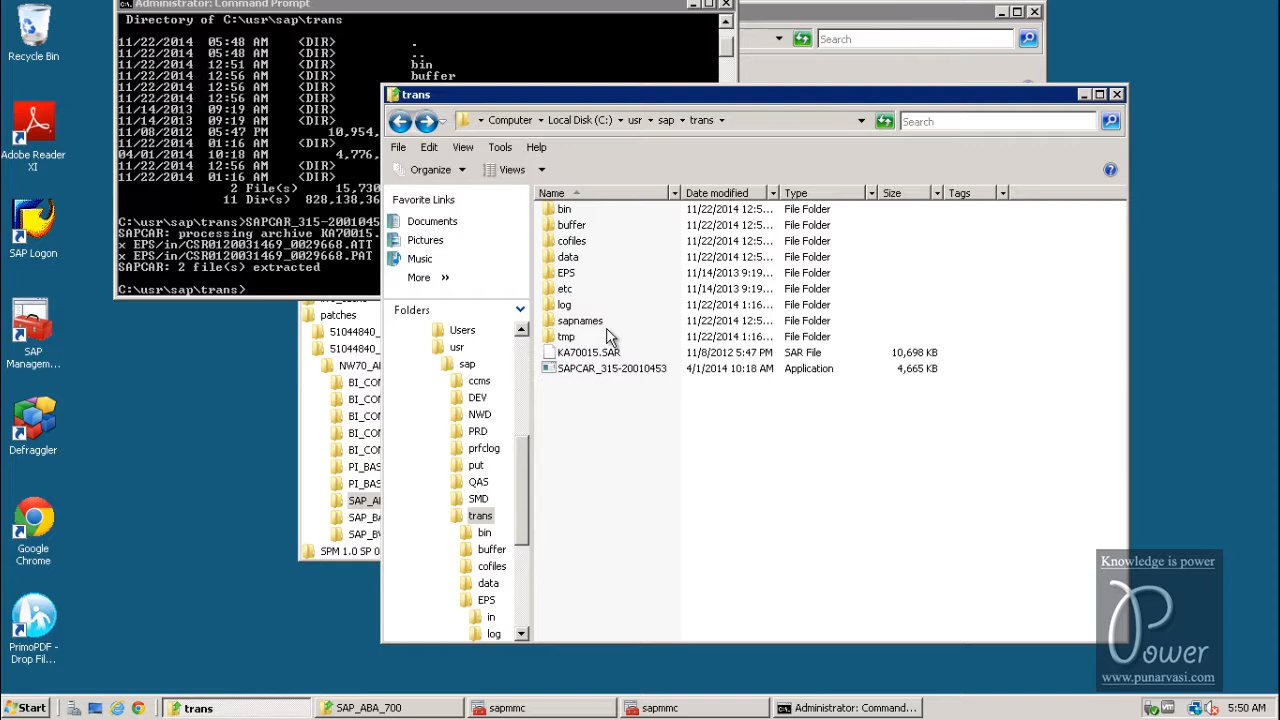 Administrator: Command Prompt
Directory of C:\usr\sap\trans
11/22/2014 05:48 AM <DIR> .
11/22/2014 05:48 AM <DIR> ..
11/22/2014 12:51 AM <DIR> bin
11/22/2014 12:56 AM <DIR> buffer
11/22/2014 12:56 AM <DIR>
11/22/2014 12:56 AM <DIR>
11/14/2013 09:19 AM <DIR>
11/14/2013 09:19 AM <DIR>
11/08/2012 05:47 PM 10,954,
11/22/2014 01:16 AM <DIR>
04/01/2014 10:18 AM 4,776,
11/22/2014 12:56 AM <DIR>
11/22/2014 01:16 AM <DIR>
2 File(s) 15,730
11 Dir(s) 828,138,36
C:\usr\sap\trans>SAPCAR_315-2001045
SAPCAR: processing archive KA70015.
x EPS/in/CSR0120031469_0029668.ATT
x EPS/in/CSR0120031469_0029668.PAT
SAPCAR: 2 file(s) extracted
C:\usr\sap\trans>
Search
Recycle Bin
Adobe Reader
XI
SAP Logon
SAP
Managem...
Defraggler
Google
Chrome
PrimoPDF -
Drop Fil...
patches
51044840_
51044840_
NW70_AB
BI_CON
BI_CON
BI_CON
BI_CON
BI_CON
PI_BAS
PI_BAS
SAP_AB
SAP_BA
SAP_BW
SPM 1.0 SP 0
trans
Computer Local Disk (C:) usr sap trans
Search
File Edit View Tools Help
Organize Views
Favorite Links
Documents
Pictures
Music
More »
Folders
Users
usr
sap
ccms
DEV
NWD
PRD
prfclog
put
QAS
SMD
trans
bin
buffer
cofiles
data
EPS
in
log
Name Date modified Type Size Tags
bin 11/22/2014 12:5... File Folder
buffer 11/22/2014 12:5... File Folder
cofiles 11/22/2014 12:5... File Folder
data 11/22/2014 12:5... File Folder
EPS 11/14/2013 9:19... File Folder
etc 11/14/2013 9:19... File Folder
log 11/22/2014 1:16... File Folder
sapnames 11/22/2014 12:5... File Folder
tmp 11/22/2014 1:16... File Folder
KA70015.SAR 11/8/2012 5:47 PM SAR File 10,698 KB
SAPCAR_315-20010453 4/1/2014 10:18 AM Application 4,665 KB
Knowledge is power
Power
www.punarvasi.com
Start
trans
SAP_ABA_700
sapmmc
sapmmc
Administrator: Command...
5:50 AM